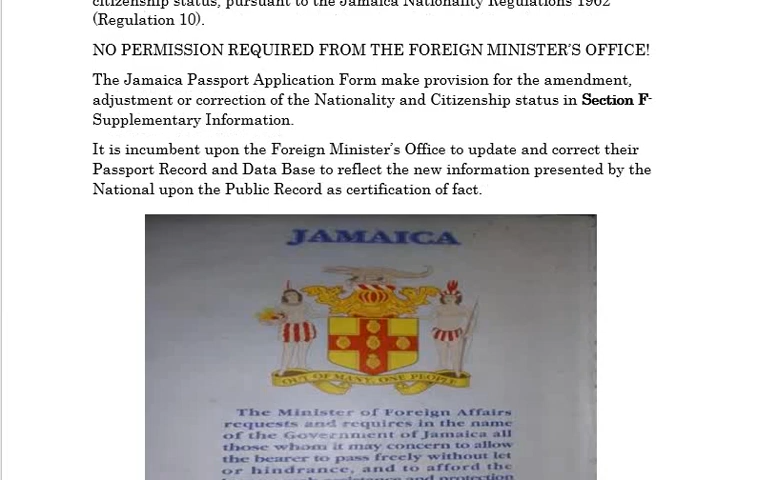 citizenship status, pursuant to the Jamaica Nationality Regulations 1962
(Regulation 10).
NO PERMISSION REQUIRED FROM THE FOREIGN MINISTER'S OFFICE!
The Jamaica Passport Application Form make provision for the amendment,
adjustment or correction of the Nationality and Citizenship status in Section F-
Supplementary Information.
It is incumbent upon the Foreign Minister's Office to update and correct their
Passport Record and Data Base to reflect the new information presented by the
National upon the Public Record as certification of fact.
JAMAICA
OUT OF MANY, ONE PEOPLE
The Minister of Foreign Affairs
requests and requires in the name
of the Government of Jamaica all
those whom it may concern to allow
the bearer to pass freely without let
or hindrance, and to afford the
assistance and protection